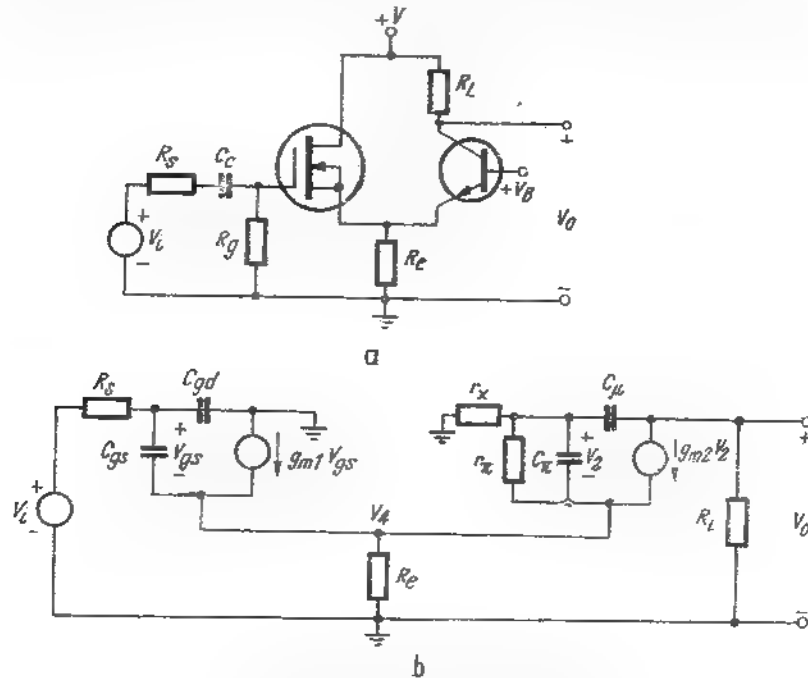 +V
R_L
+
R_s C_c
+V_B
+
V_i
-
R_g
R_e
V_o
-
a
R_s C_gd
r_x C_μ
+
C_gs + V_gs - g_m1 V_gs
r_π C_π + V_2 - g_m2 V_2
+ V_i -
V_4
R_L V_o
R_e
-
b